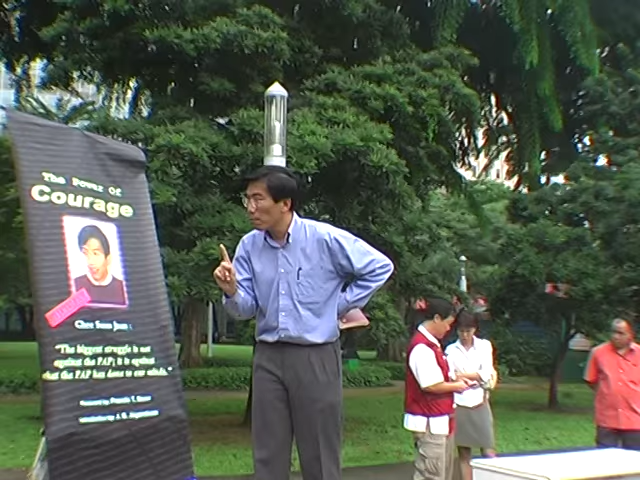 The Power Of
Courage
Chee Soon Juan
"The biggest struggle is not
against the PAP; it is against
what the PAP has done to our minds."